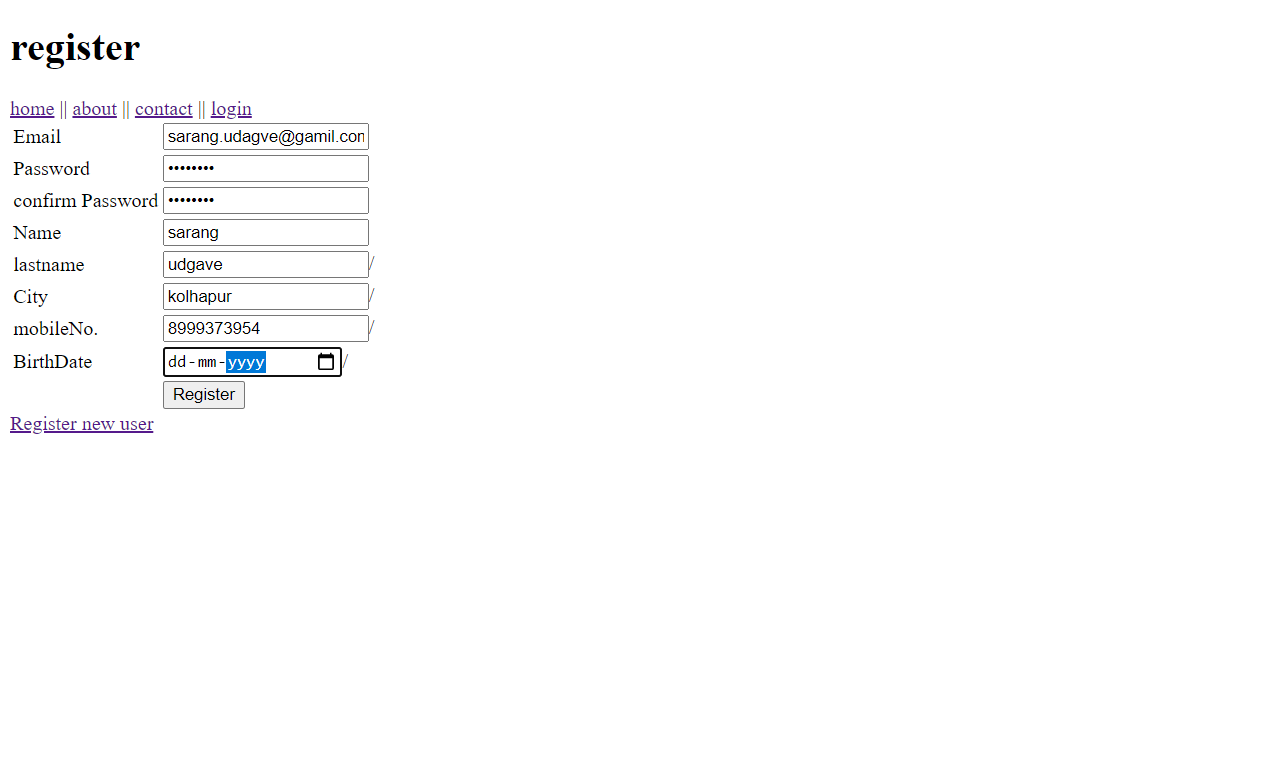 register
home || about || contact || login
Email sarang.udagve@gamil.con
Password ••••••••
confirm Password ••••••••
Name sarang
lastname udgave/
City kolhapur/
mobileNo. 8999373954/
BirthDate dd-mm-yyyy/
Register
Register new user